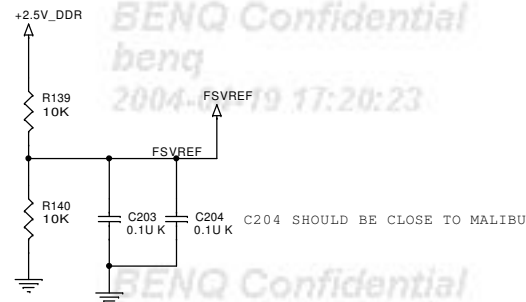 BENQ Confidential
+2.5V_DDR
benq
2004-0 -19 17:20:23
R139
10K
FSVREF
FSVREF
R140
10K
C203
0.1U K
C204
0.1U K
C204 SHOULD BE CLOSE TO MALIBU
BENQ Confidential